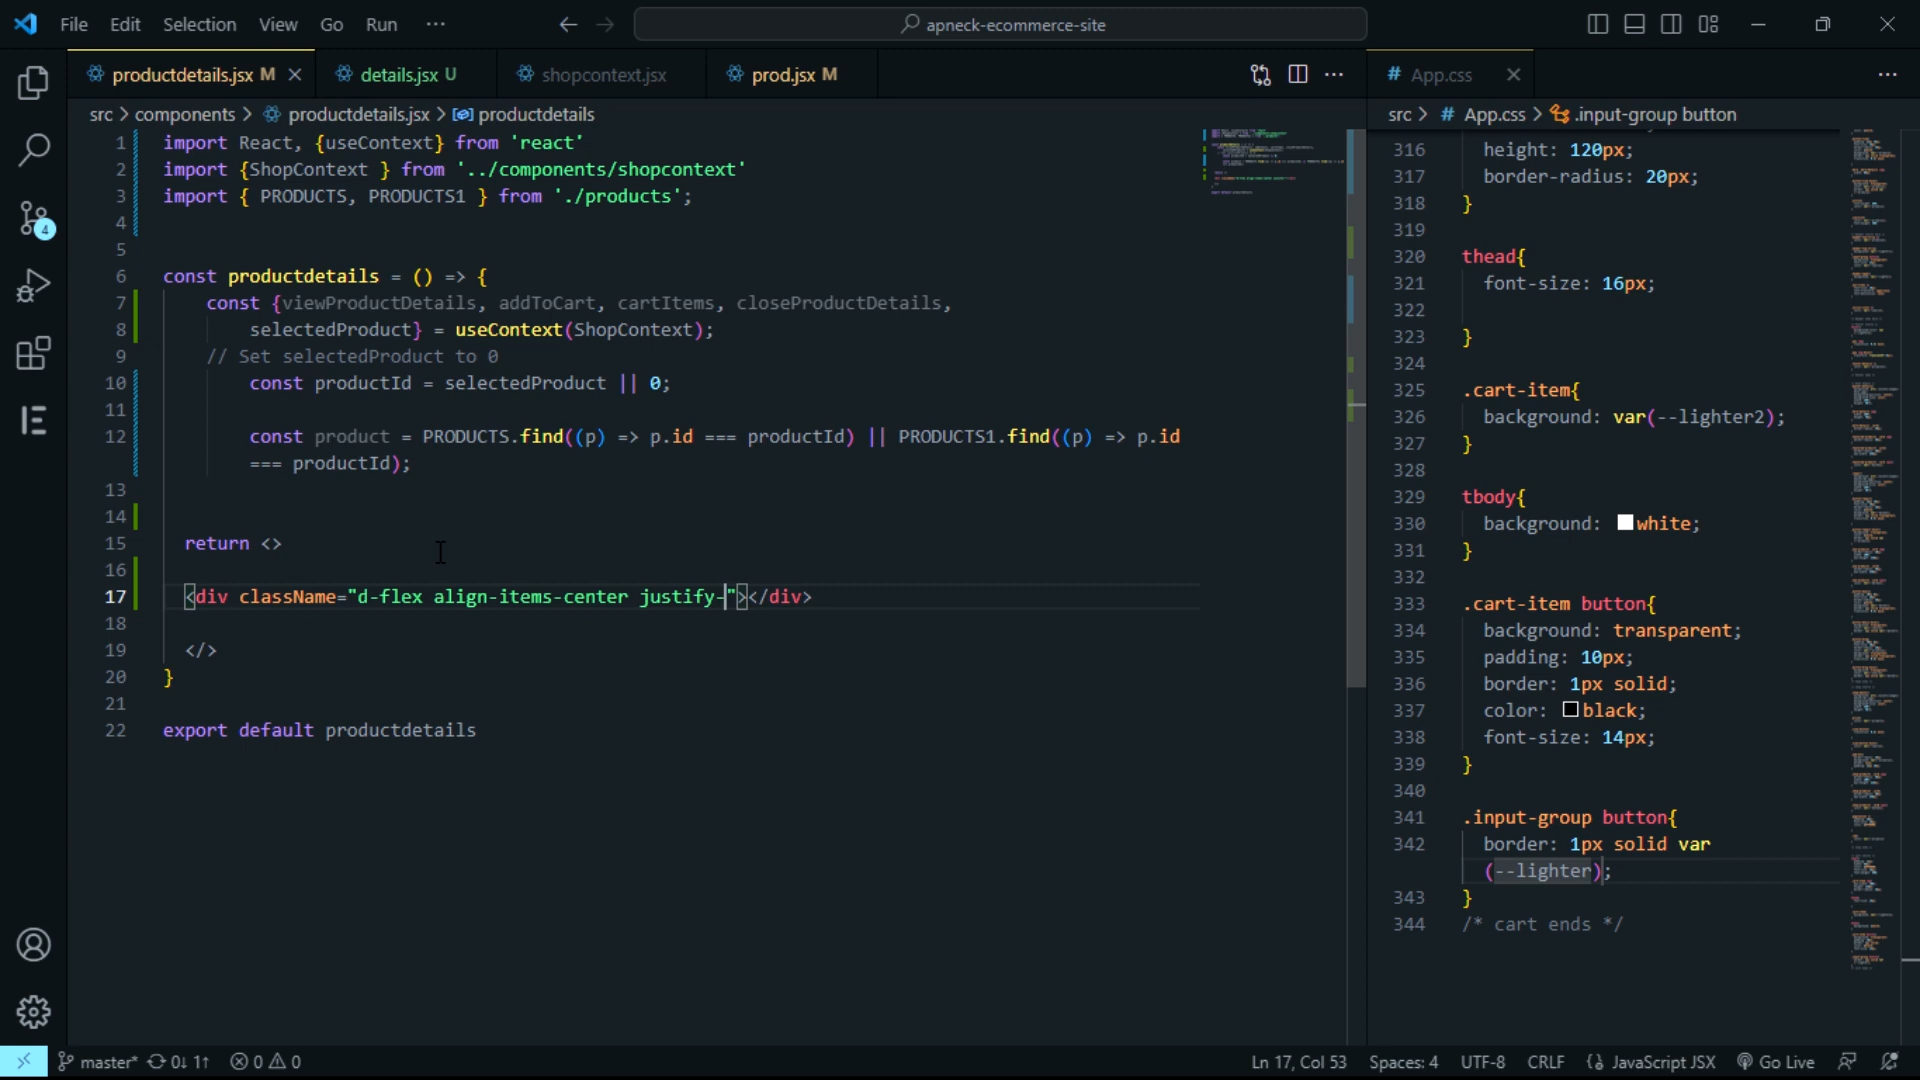 File Edit Selection View Go Run ···
apneck-ecommerce-site
productdetails.jsx M
details.jsx U
shopcontext.jsx
prod.jsx M
# App.css
src > components > productdetails.jsx > productdetails
src > # App.css > .input-group button
1 import React, {useContext} from 'react'
2 import {ShopContext } from '../components/shopcontext'
3 import { PRODUCTS, PRODUCTS1 } from './products';
4
5
6 const productdetails = () => {
7 const {viewProductDetails, addToCart, cartItems, closeProductDetails,
8 selectedProduct} = useContext(ShopContext);
9 // Set selectedProduct to 0
10 const productId = selectedProduct || 0;
11
12 const product = PRODUCTS.find((p) => p.id === productId) || PRODUCTS1.find((p) => p.id
=== productId);
13
14
15 return <>
16
17 <div className="d-flex align-items-center justify-"></div>
18
19 </>
20 }
21
22 export default productdetails
316 height: 120px;
317 border-radius: 20px;
318 }
319
320 thead{
321 font-size: 16px;
322
323 }
324
325 .cart-item{
326 background: var(--lighter2);
327 }
328
329 tbody{
330 background: white;
331 }
332
333 .cart-item button{
334 background: transparent;
335 padding: 10px;
336 border: 1px solid;
337 color: black;
338 font-size: 14px;
339 }
340
341 .input-group button{
342 border: 1px solid var
(--lighter);
343 }
344 /* cart ends */
4
master* 0↓ 1↑ 0 0
Ln 17, Col 53 Spaces: 4 UTF-8 CRLF {} JavaScript JSX Go Live